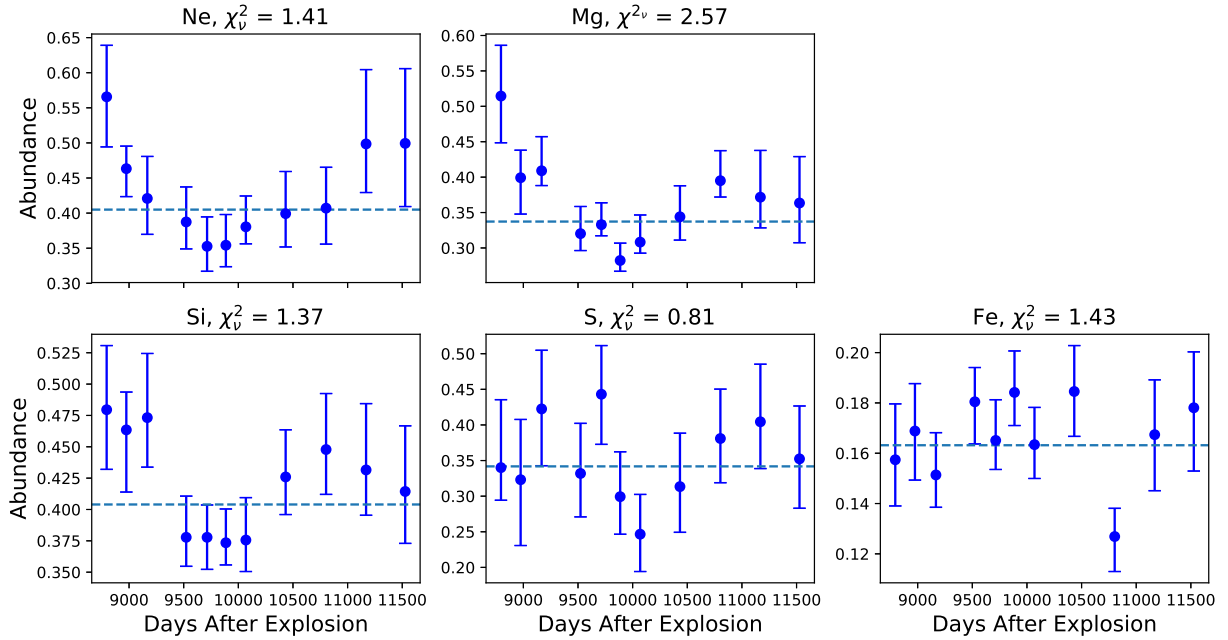 Ne, χ²ᵥ = 1.41
Mg, χ²ᵛ = 2.57
0.65
0.60
0.55
0.50
0.45
0.40
0.35
0.30
Abundance
0.60
0.55
0.50
0.45
0.40
0.35
0.30
Si, χ²ᵥ = 1.37
S, χ²ᵥ = 0.81
Fe, χ²ᵥ = 1.43
0.525
0.500
0.475
0.450
0.425
0.400
0.375
0.350
Abundance
0.50
0.45
0.40
0.35
0.30
0.25
0.20
0.20
0.18
0.16
0.14
0.12
9000 9500 10000 10500 11000 11500
9000 9500 10000 10500 11000 11500
9000 9500 10000 10500 11000 11500
Days After Explosion
Days After Explosion
Days After Explosion